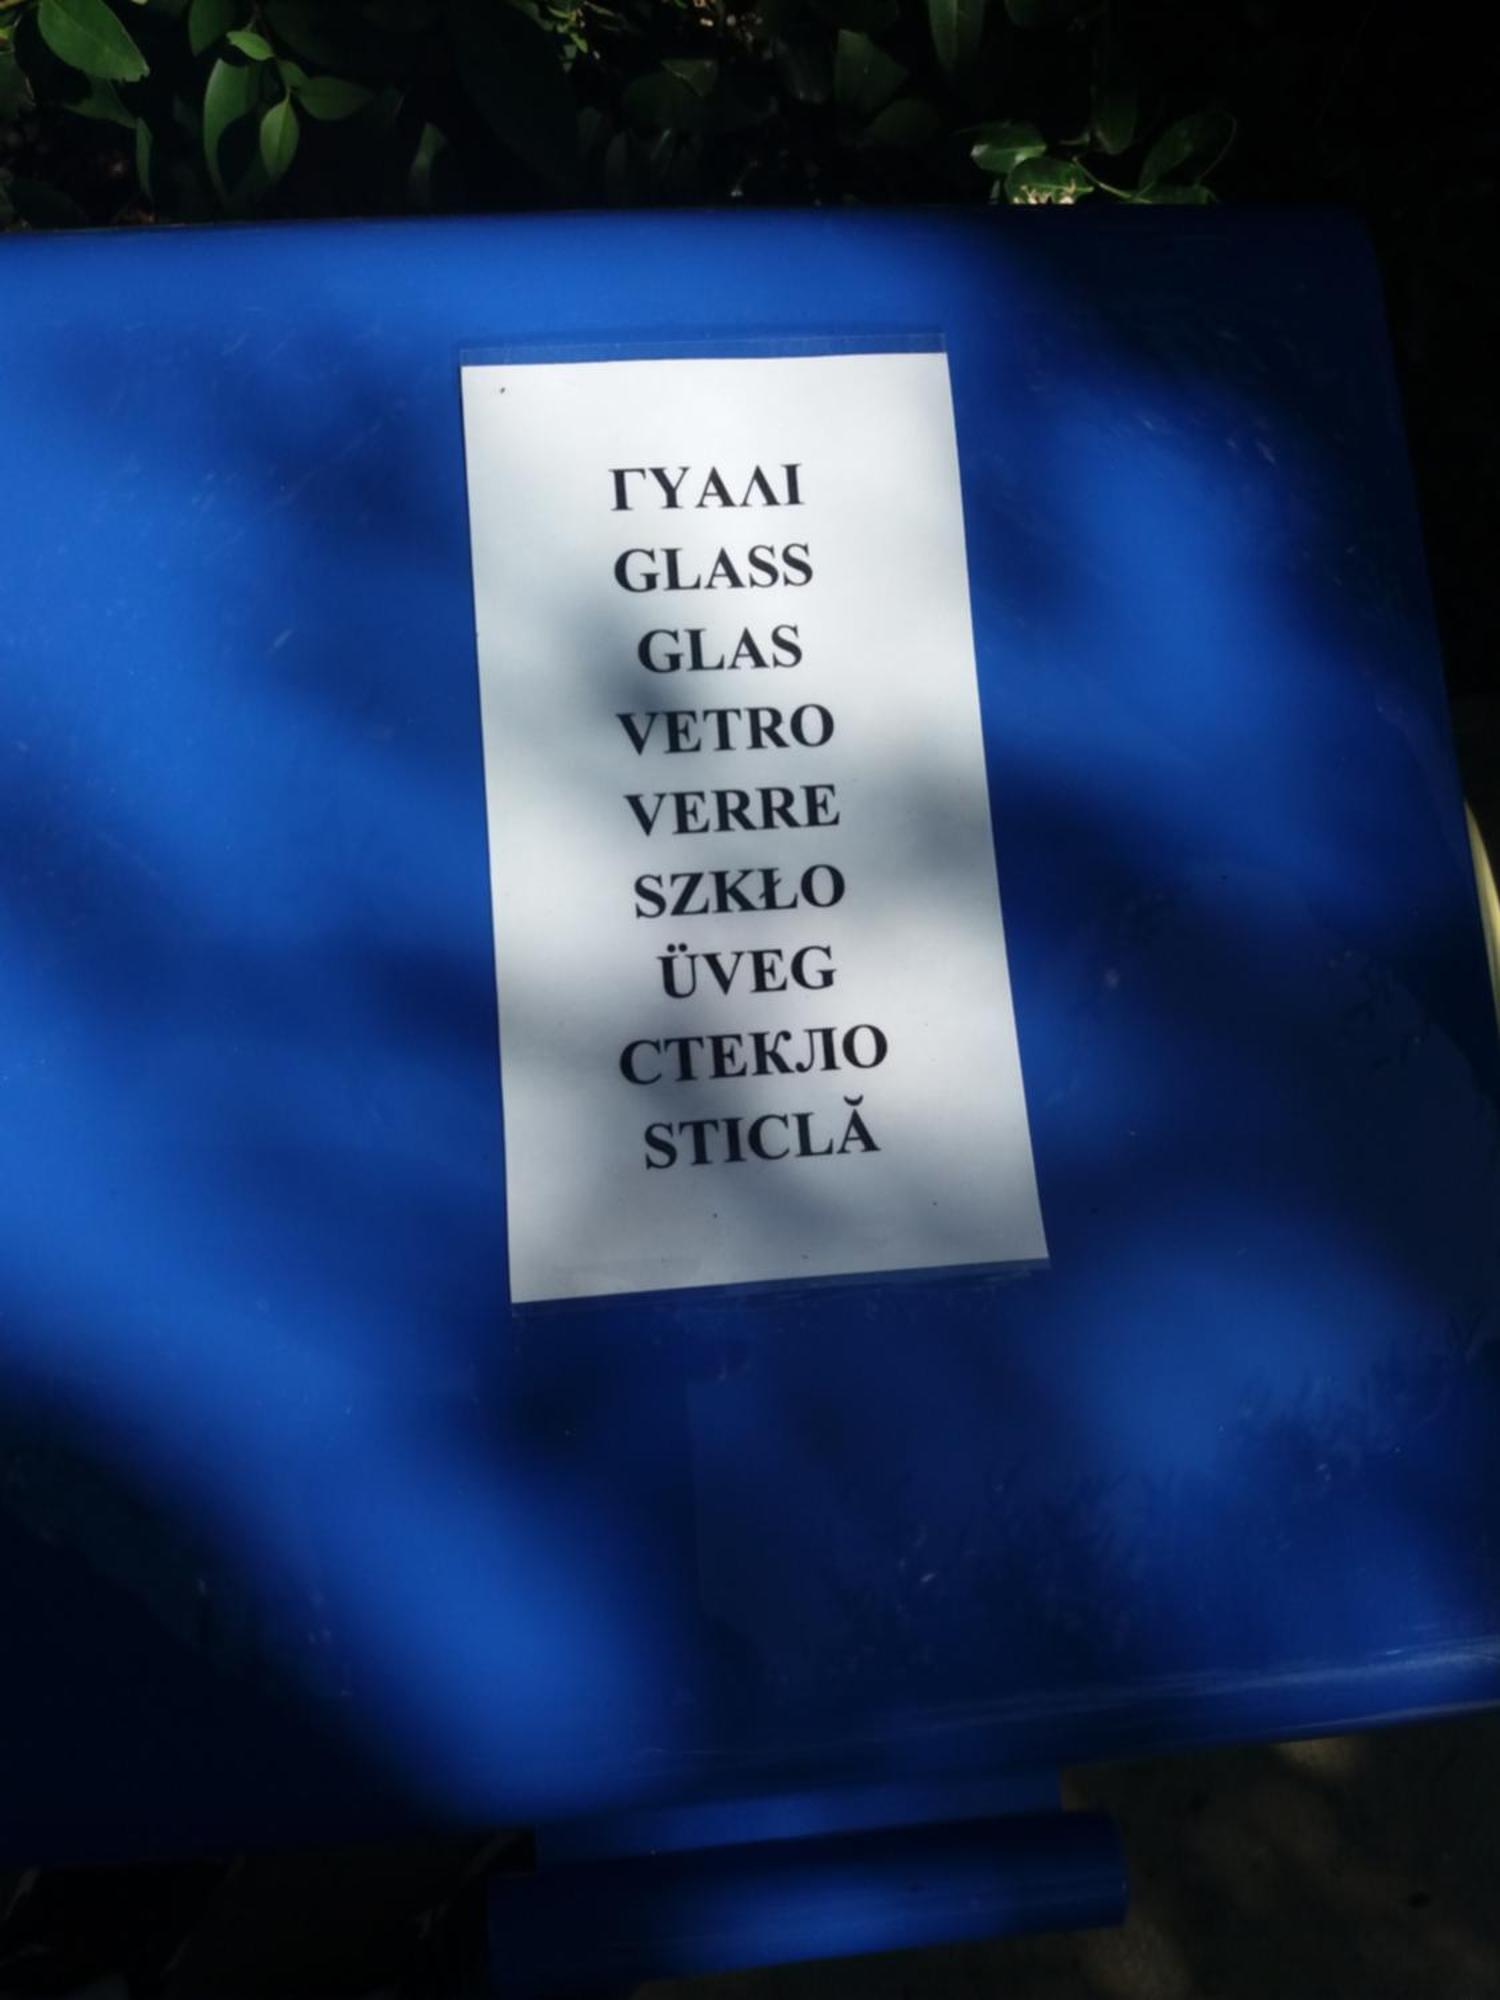 ΓΥΑΛΙ
GLASS
GLAS
VETRO
VERRE
SZKŁO
ÜVEG
СТЕКЛО
STICLĂ